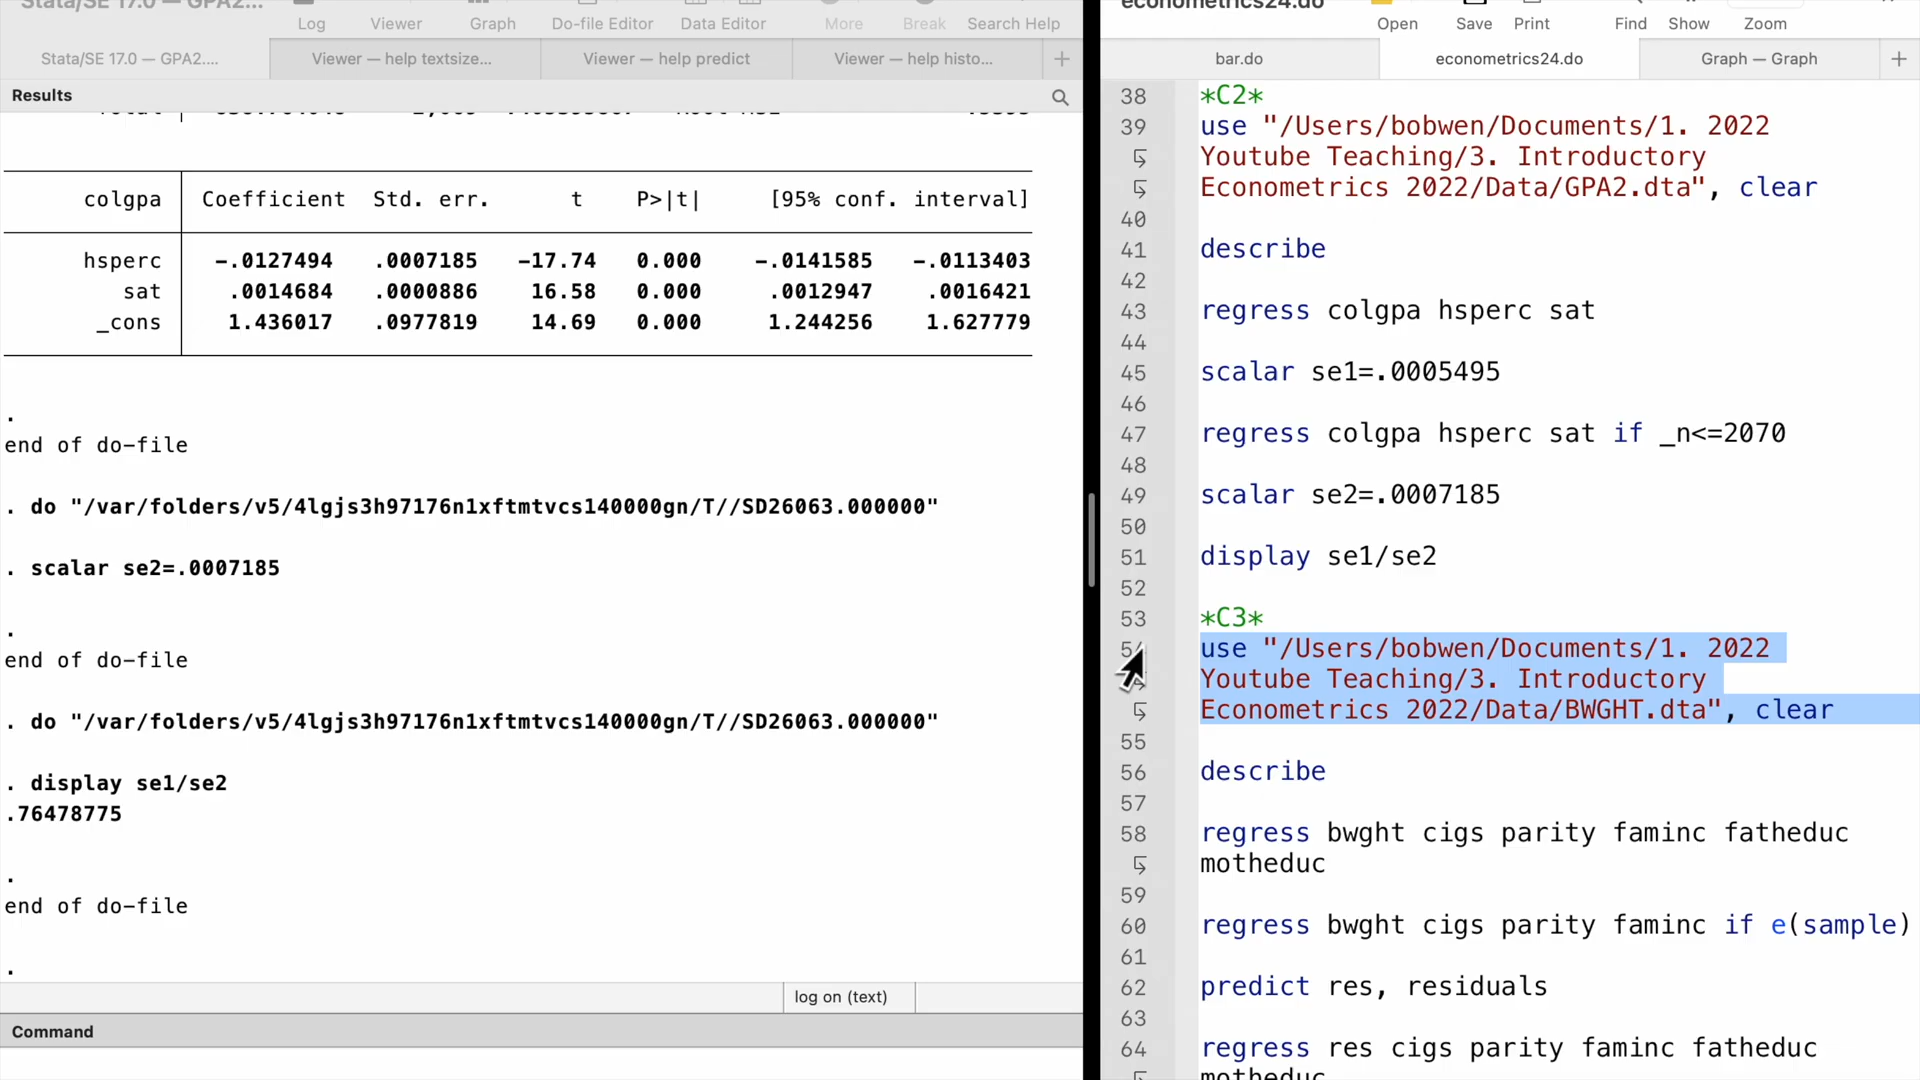 Stata/SE 17.0 — GPA2...
Log Viewer Graph Do-file Editor Data Editor More Break Search Help
Stata/SE 17.0 — GPA2.... Viewer — help textsize... Viewer — help predict Viewer — help histo... +
Results
colgpa Coefficient Std. err. t P>|t| [95% conf. interval]
hsperc -.0127494 .0007185 -17.74 0.000 -.0141585 -.0113403
sat .0014684 .0000886 16.58 0.000 .0012947 .0016421
_cons 1.436017 .0977819 14.69 0.000 1.244256 1.627779
.
end of do-file
. do "/var/folders/v5/4lgjs3h97176n1xftmtvcs140000gn/T//SD26063.000000"
. scalar se2=.0007185
.
end of do-file
. do "/var/folders/v5/4lgjs3h97176n1xftmtvcs140000gn/T//SD26063.000000"
. display se1/se2
.76478775
.
end of do-file
.
log on (text)
Command
econometrics24.do
Open Save Print Find Show Zoom
bar.do econometrics24.do Graph — Graph +
38 *C2*
39 use "/Users/bobwen/Documents/1. 2022
Youtube Teaching/3. Introductory
Econometrics 2022/Data/GPA2.dta", clear
40
41 describe
42
43 regress colgpa hsperc sat
44
45 scalar se1=.0005495
46
47 regress colgpa hsperc sat if _n<=2070
48
49 scalar se2=.0007185
50
51 display se1/se2
52
53 *C3*
use "/Users/bobwen/Documents/1. 2022
Youtube Teaching/3. Introductory
Econometrics 2022/Data/BWGHT.dta", clear
55
56 describe
57
58 regress bwght cigs parity faminc fatheduc
motheduc
59
60 regress bwght cigs parity faminc if e(sample)
61
62 predict res, residuals
63
64 regress res cigs parity faminc fatheduc
motheduc